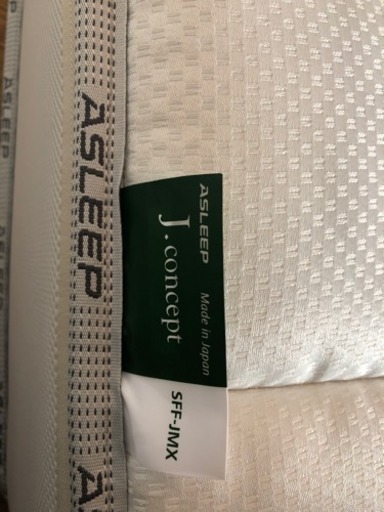 ASLEEP
ASLEEP
A
ASLEEP Made in Japan
J.concept
SFF-JMX